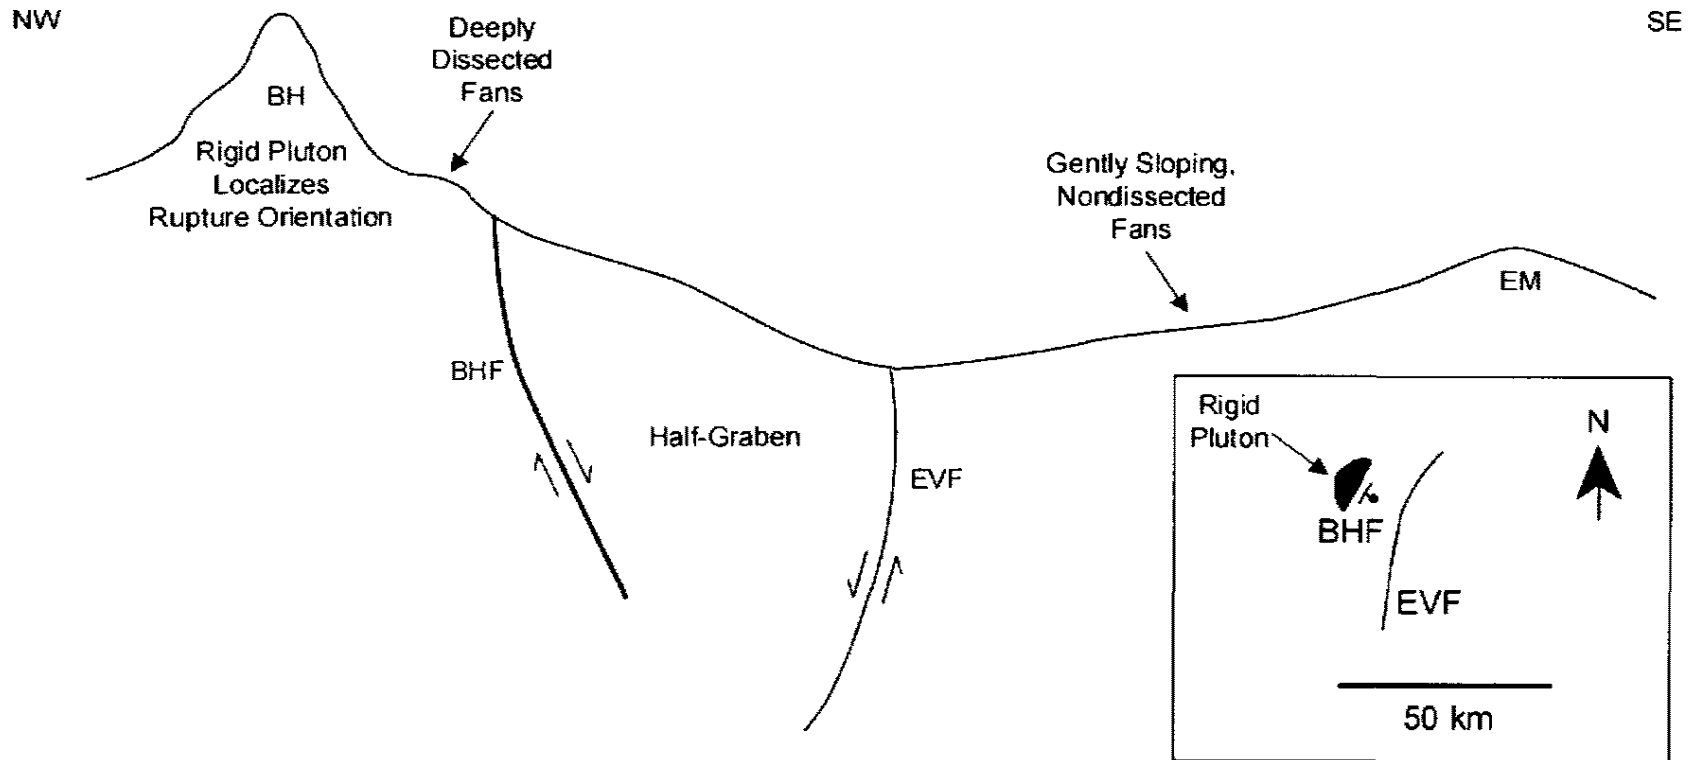 NW
SE
Deeply
Dissected
Fans
BH
Rigid Pluton
Localizes
Rupture Orientation
Gently Sloping,
Nondissected
Fans
EM
BHF
Half-Graben
EVF
Rigid
Pluton
N
BHF
EVF
50 km